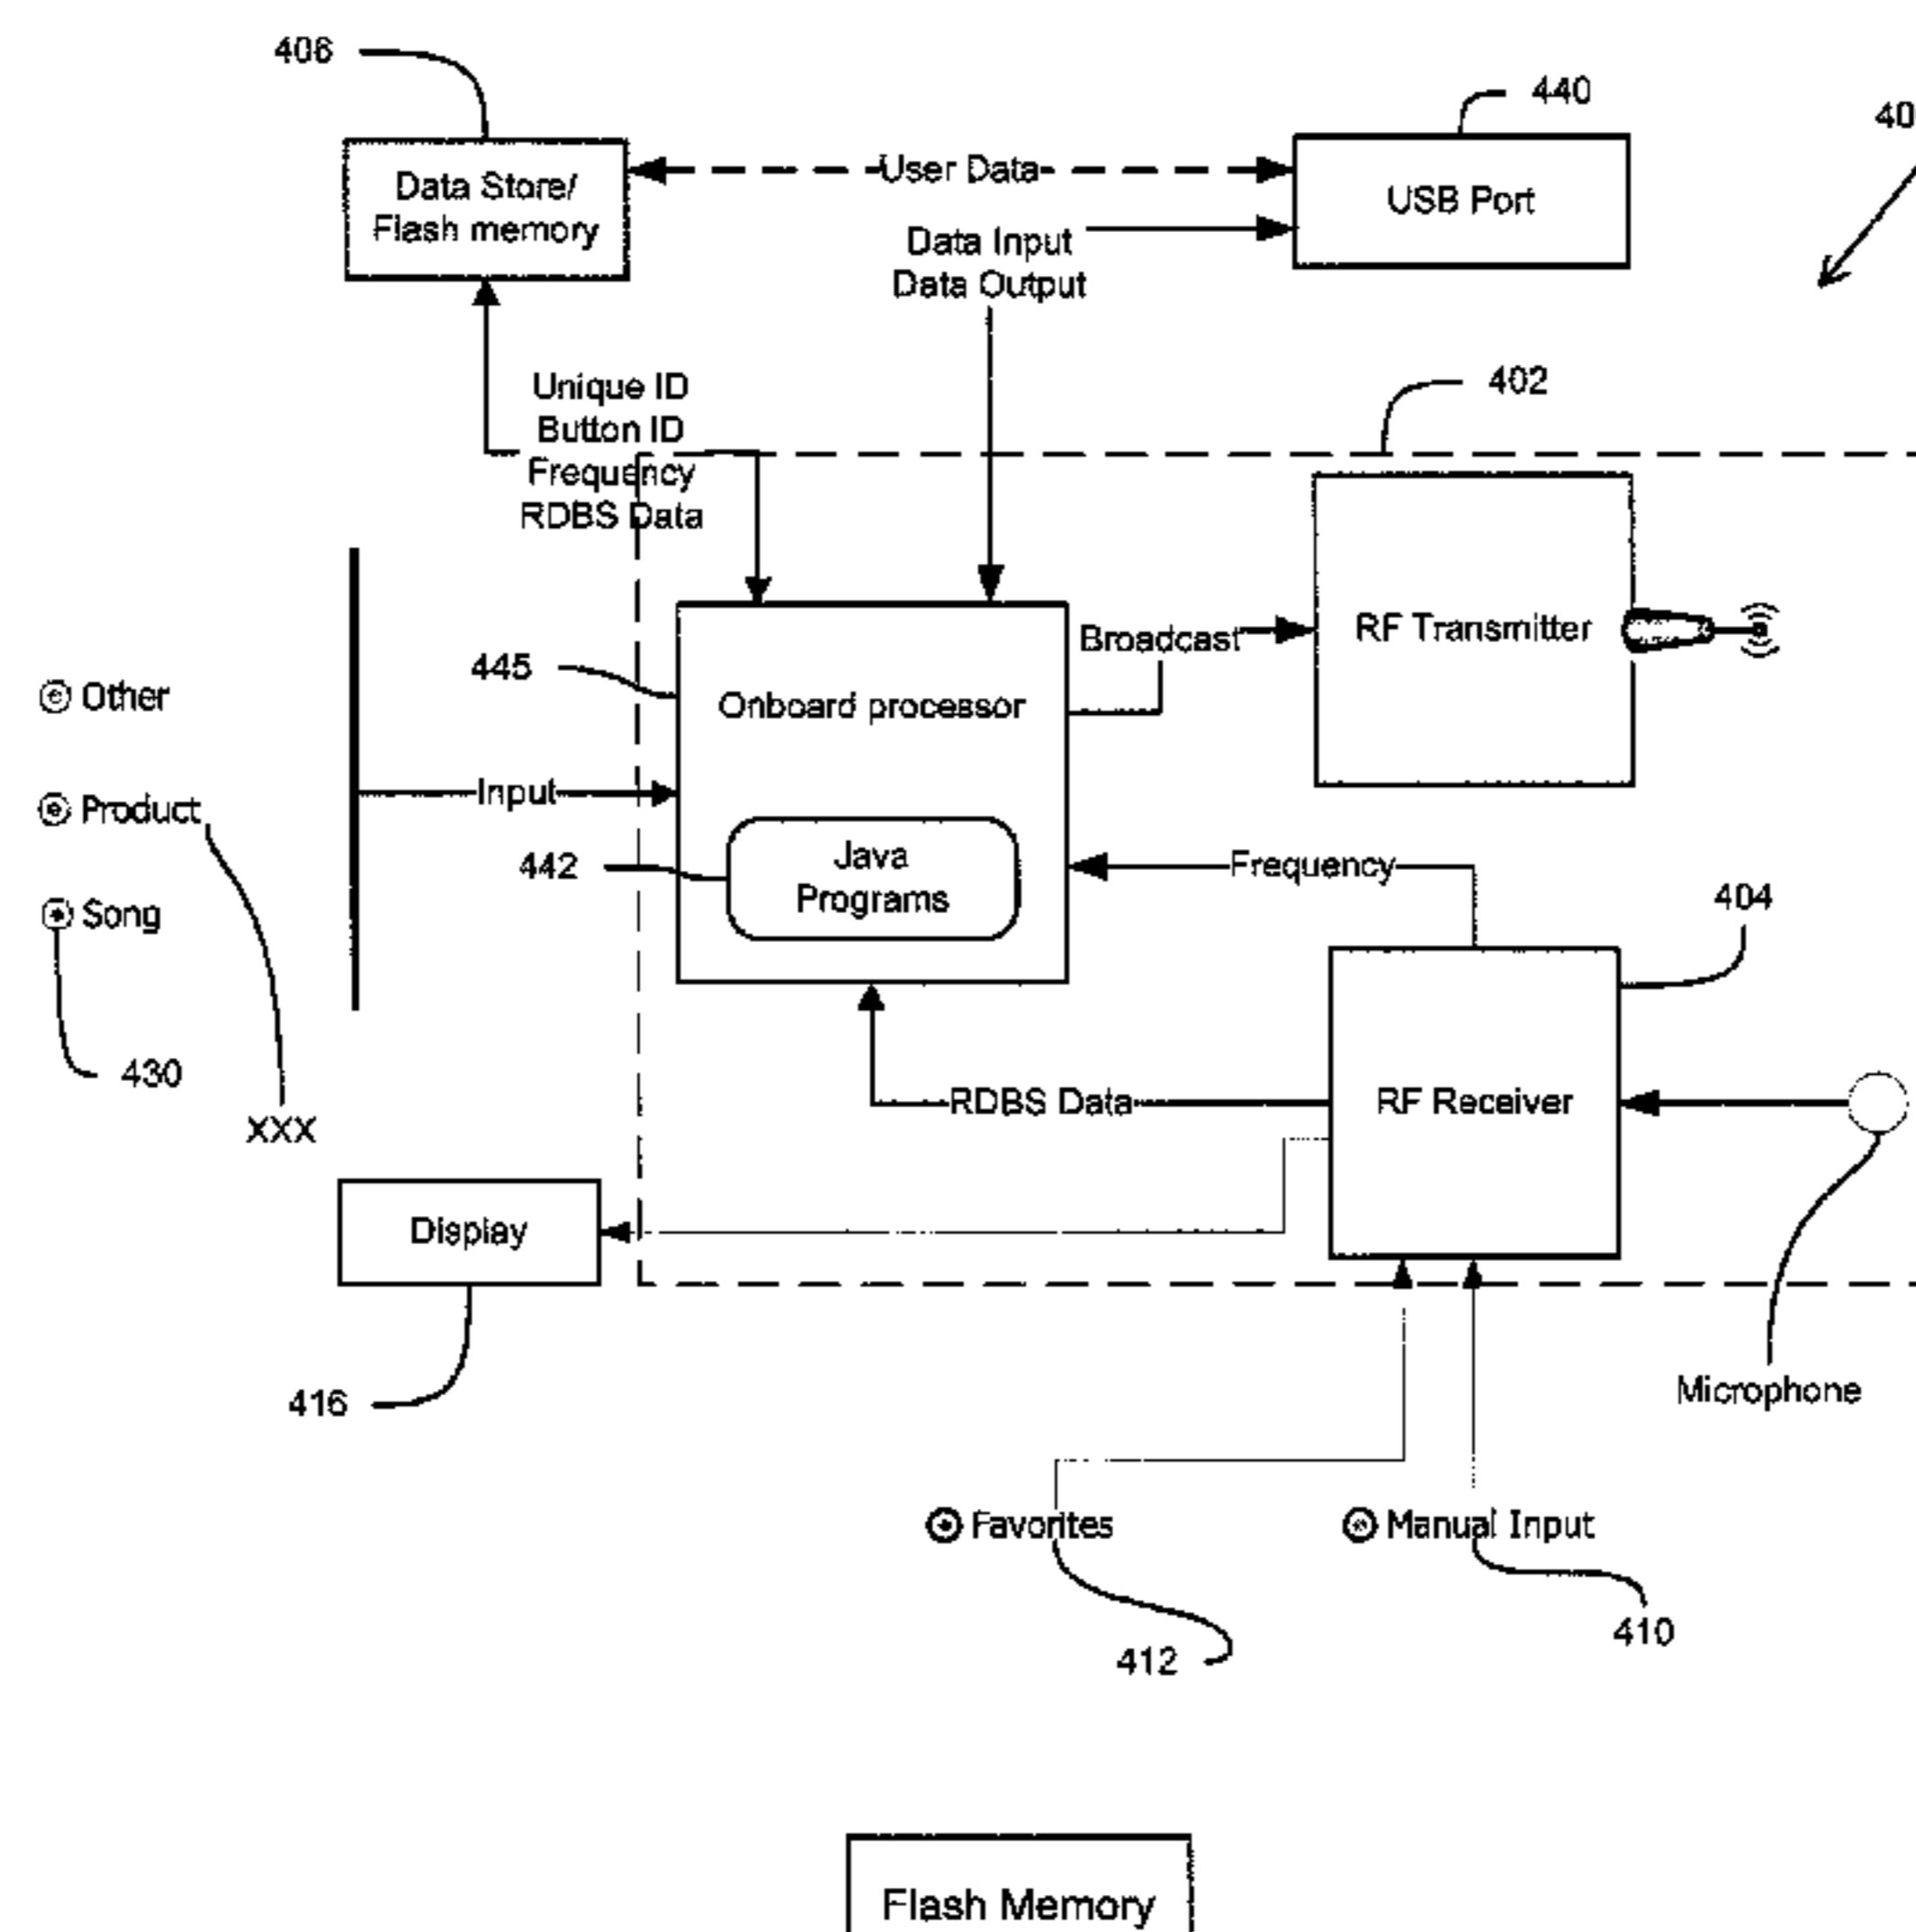 406
440
40
Data Store/
Flash memory
User Data
USB Port
Data Input
Data Output
Unique ID
Button ID
Frequency
RDBS Data
402
445
Onboard processor
Broadcast
RF Transmitter
Other
Product
Song
Input
442
Java
Programs
Frequency
404
430
XXX
RDBS Data
RF Receiver
Display
416
Microphone
Favorites
Manual Input
412
410
Flash Memory